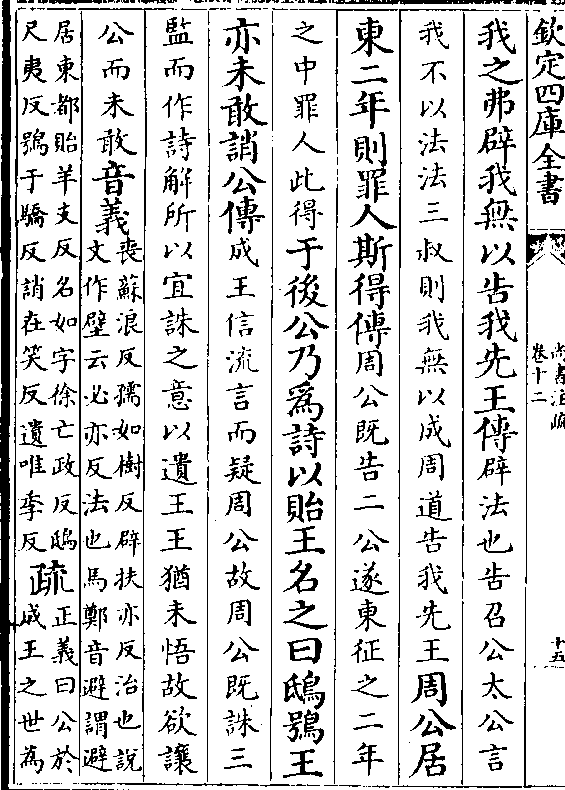 欽定四庫全書
尚書注疏
卷十二
十五
我之弗辟我無以告我先王傳辟法也告召公太公言
我不以法法三叔則我無以成周道告我先王周公居
東二年則罪人斯得傳周公既告二公遂東征之二年
之中罪人此得于後公乃爲詩以貽王名之曰鴟鴞王
亦未敢誚公傳成王信流言而疑周公故周公既誅三
監而作詩解所以宜誅之意以遺王王猶未悟故欲讓
公而未敢音義喪蘇浪反孺如樹反辟扶亦反治也說
文作壁云必亦反法也馬鄭音避謂避
居東都貽羊支反名如字徐亡政反鴟
尺夷反鴞于驕反誚在笑反遺唯季反疏正義曰公於
成王之世爲